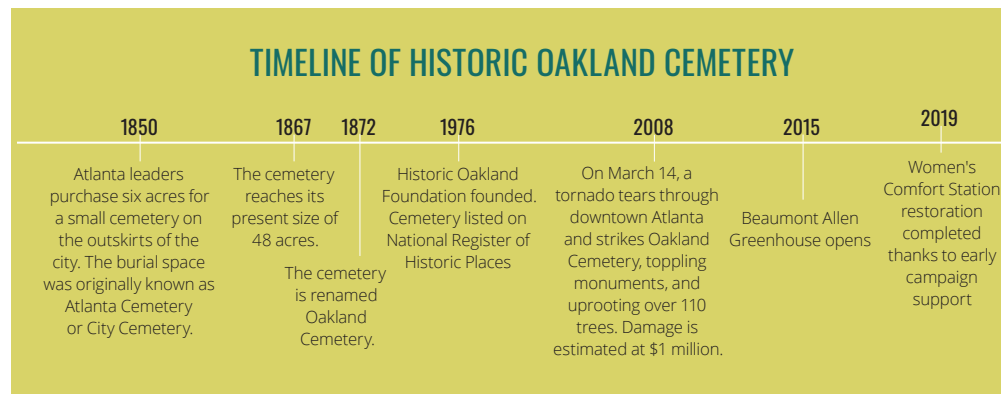 TIMELINE OF HISTORIC OAKLAND CEMETERY
1850
Atlanta leaders
purchase six acres for
a small cemetery on
the outskirts of the
city. The burial space
was originally known as
Atlanta Cemetery
or City Cemetery.
1867
The cemetery
reaches its
present size of
48 acres.
1872
The cemetery
is renamed
Oakland
Cemetery.
1976
Historic Oakland
Foundation founded.
Cemetery listed on
National Register of
Historic Places
2008
On March 14, a
tornado tears through
downtown Atlanta
and strikes Oakland
Cemetery, toppling
monuments, and
uprooting over 110
trees. Damage is
estimated at $1 million.
2015
Beaumont Allen
Greenhouse opens
2019
Women's
Comfort Station
restoration
completed
thanks to early
campaign
support